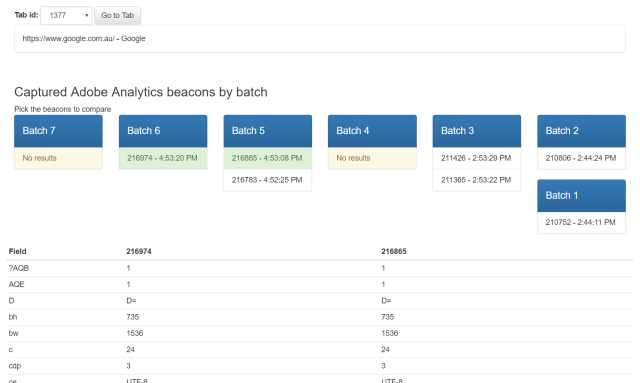 Tab id: 1377 Go to Tab
https://www.google.com.au/ - Google
Captured Adobe Analytics beacons by batch
Pick the beacons to compare
Batch 7 Batch 6 Batch 5 Batch 4 Batch 3 Batch 2
No results 216974 - 4:53:20 PM 216865 - 4:53:08 PM No results 211426 - 2:53:29 PM 210806 - 2:44:24 PM
216783 - 4:52:25 PM 211365 - 2:53:22 PM
Batch 1
210752 - 2:44:11 PM
Field 216974 216865
?AQB 1 1
AQE 1 1
D D= D=
bh 735 735
bw 1536 1536
c 24 24
cdp 3 3
ce UTF-8 UTF-8